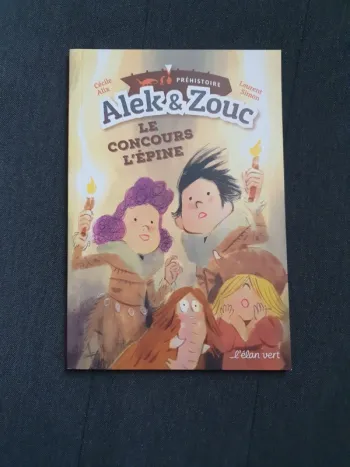 Cécile
Alix
PRÉHISTOIRE
Laurent
Simon
Alek & Zouc
LE
CONCOURS
L'ÉPINE
l'élan vert